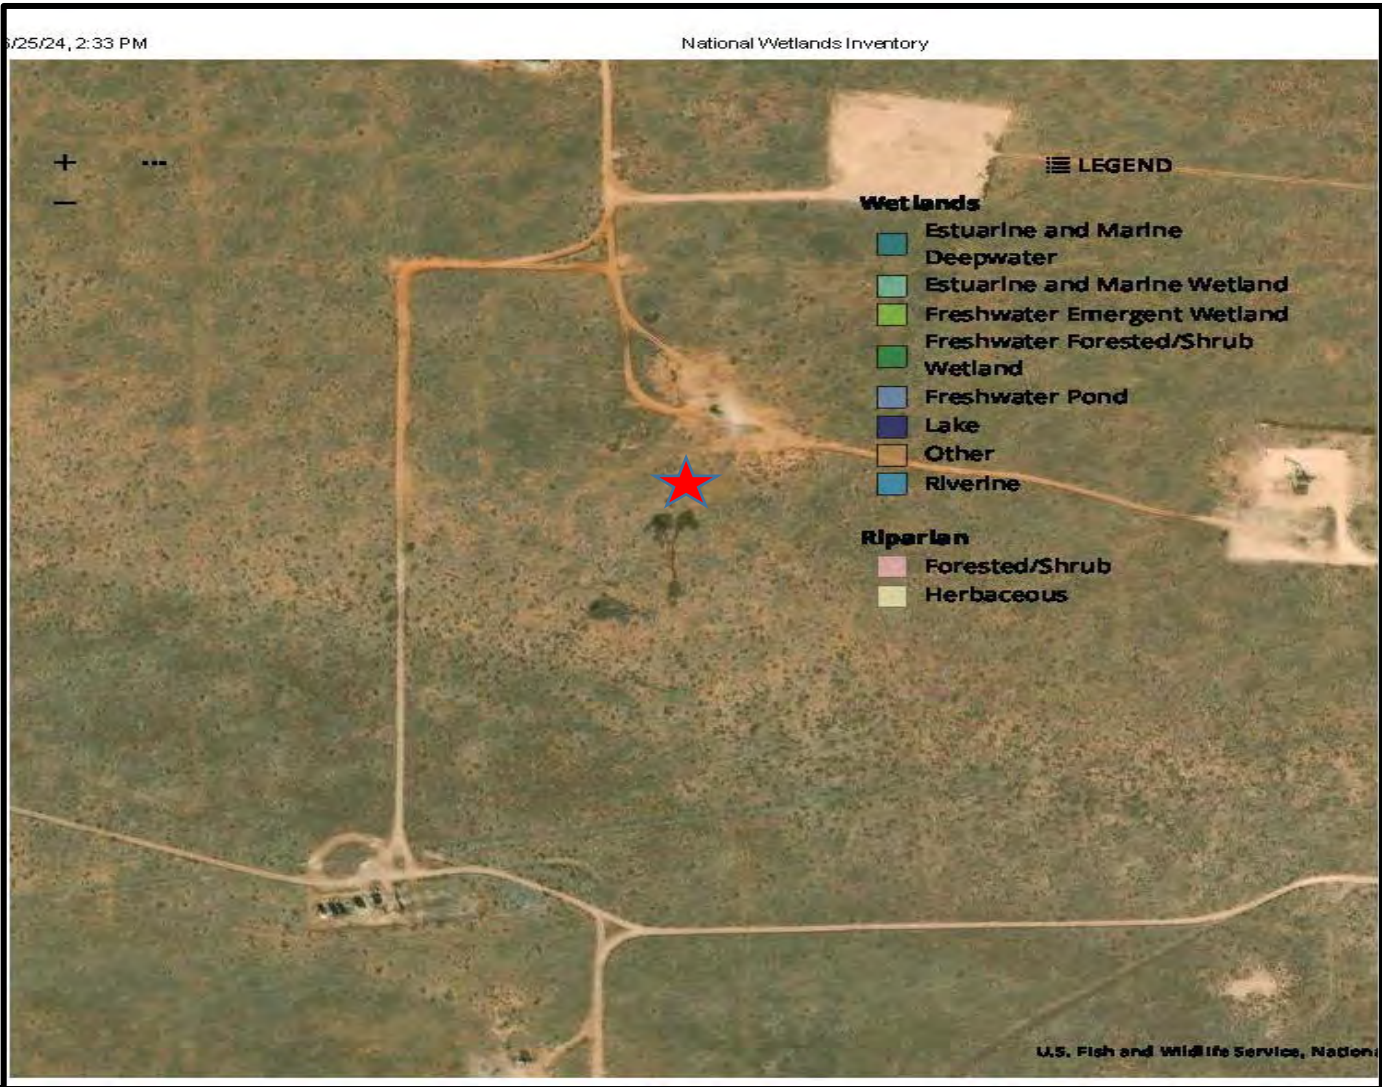 /25/24, 2:33 PM
National Wetlands Inventory
+ ...
−
LEGEND
Wetlands
Estuarine and Marine
Deepwater
Estuarine and Marine Wetland
Freshwater Emergent Wetland
Freshwater Forested/Shrub
Wetland
Freshwater Pond
Lake
Other
Riverine
Riparian
Forested/Shrub
Herbaceous
U.S. Fish and Wildlife Service, Nation